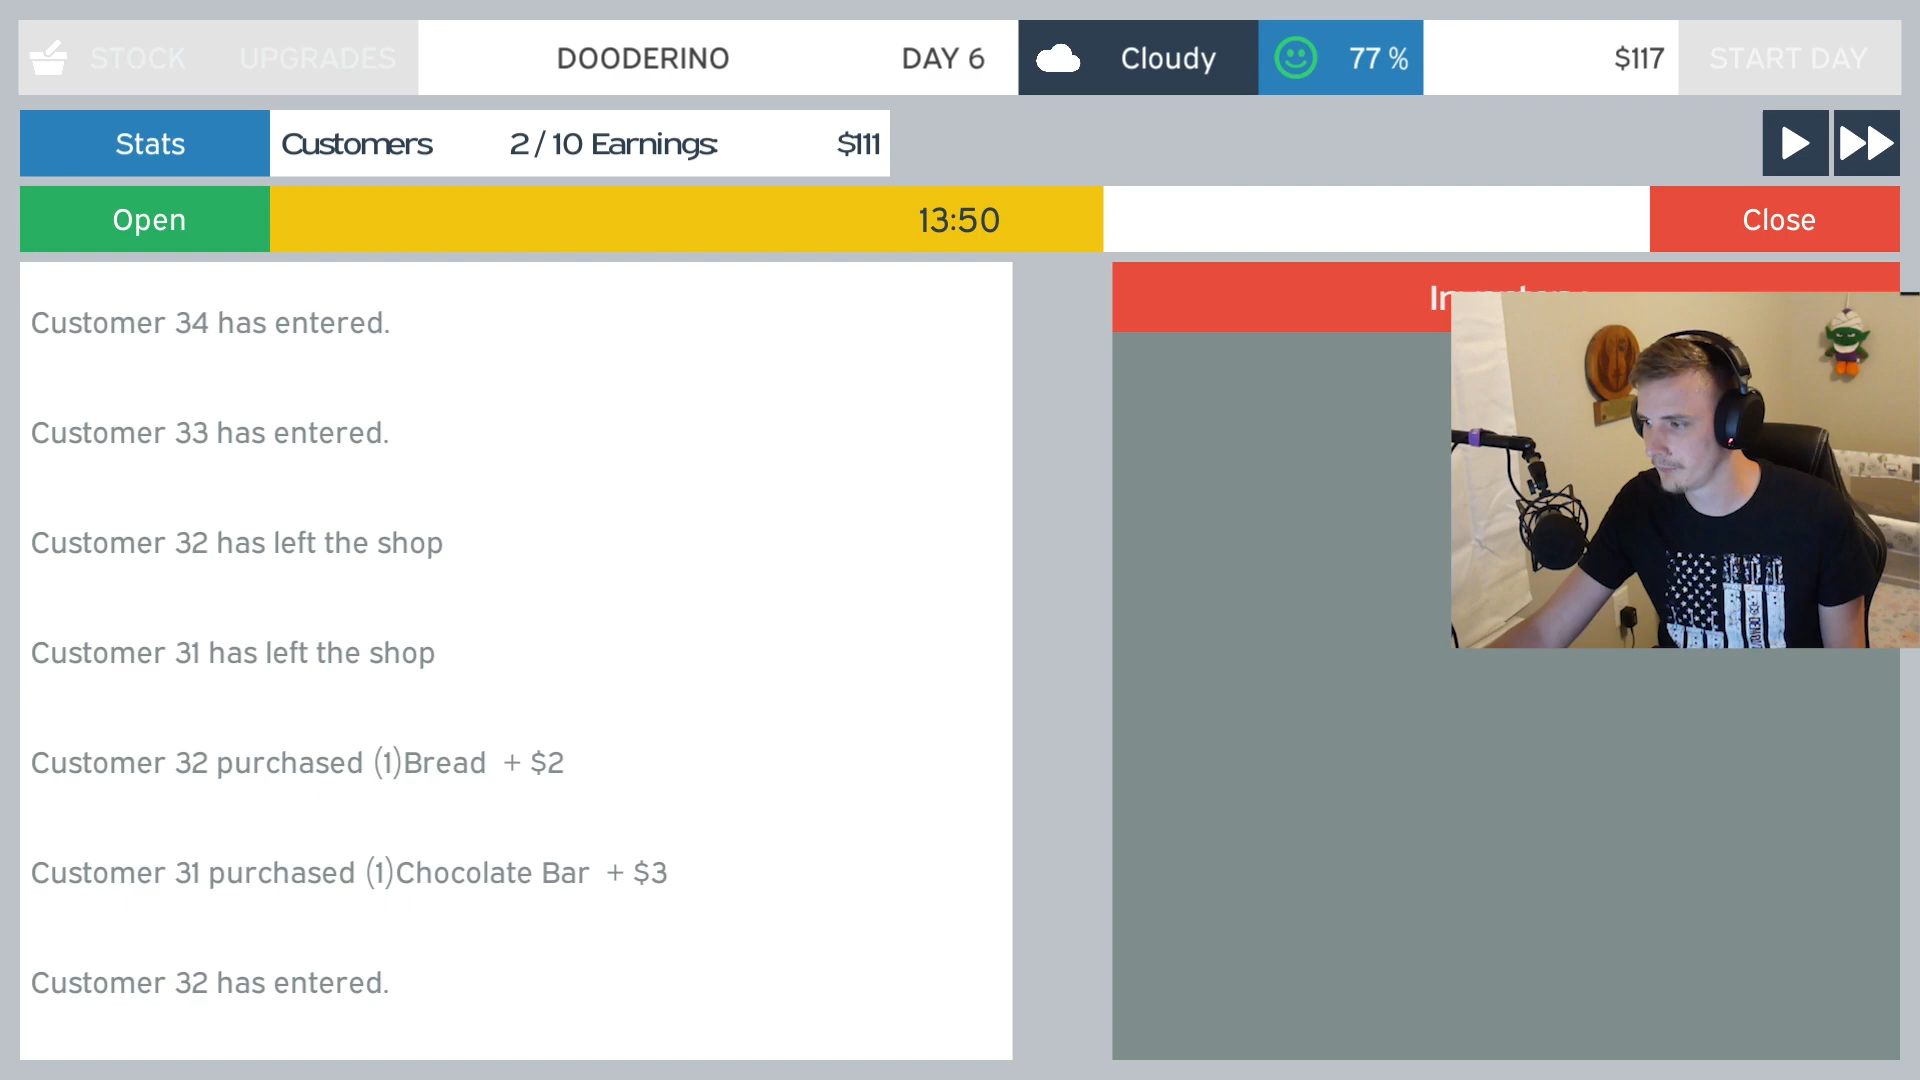 STOCK UPGRADES DOODERINO DAY 6 Cloudy 77 % $117 START DAY
Stats Customers 2 / 10 Earnings: $111
Open 13:50 Close
Customer 34 has entered.
Customer 33 has entered.
Customer 32 has left the shop
Customer 31 has left the shop
Customer 32 purchased (1)Bread + $2
Customer 31 purchased (1)Chocolate Bar + $3
Customer 32 has entered.